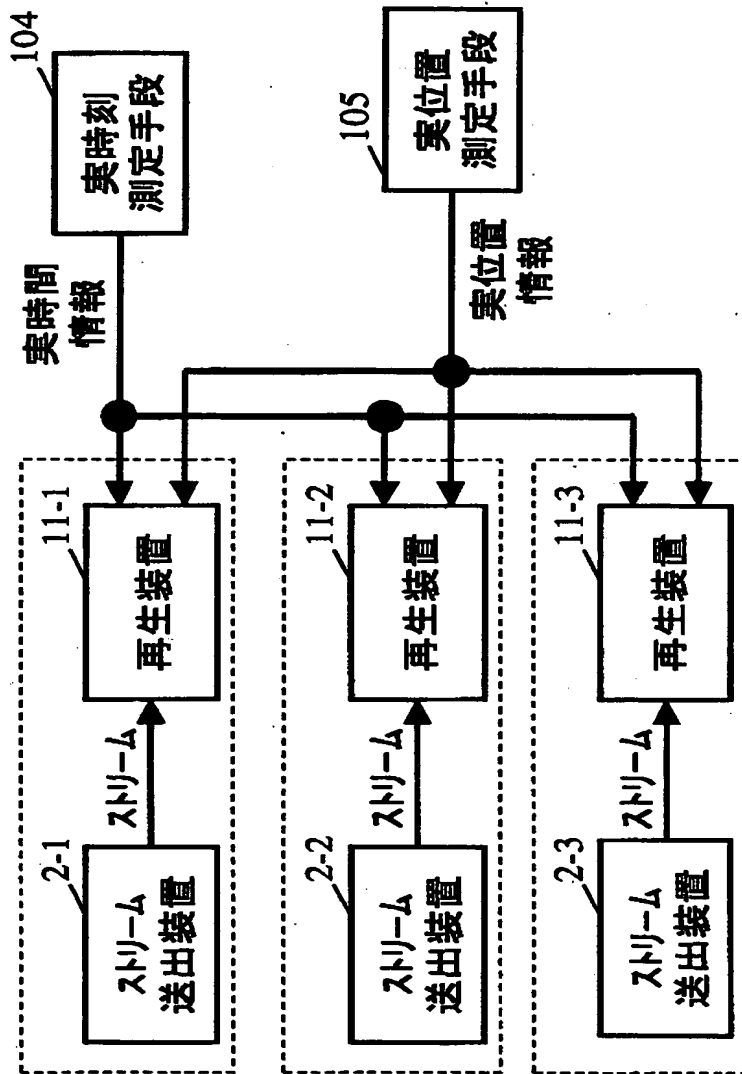 2-1
ストリーム
送出装置
ストリーム
11-1
再生装置
実時間
情報
104
実時刻
測定手段
2-2
ストリーム
送出装置
ストリーム
11-2
再生装置
実位置
情報
105
実位置
測定手段
2-3
ストリーム
送出装置
ストリーム
11-3
再生装置